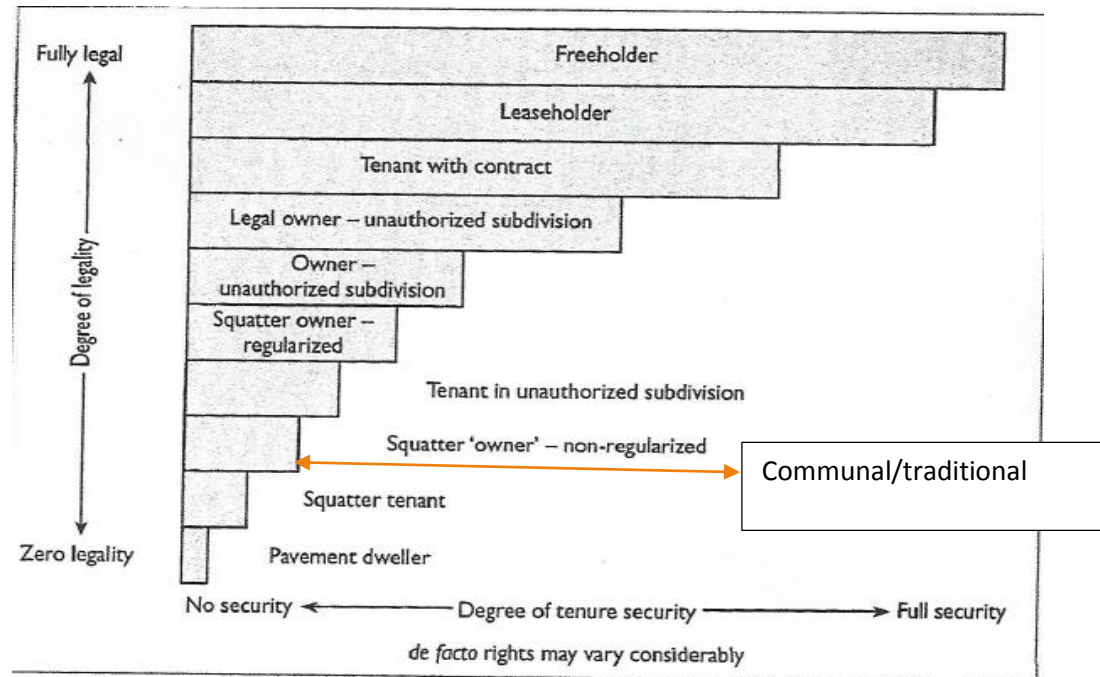 Fully legal
Freeholder
Leaseholder
Tenant with contract
Legal owner – unauthorized subdivision
Owner –
unauthorized subdivision
Squatter owner –
regularized
Degree of legality
Tenant in unauthorized subdivision
Squatter ‘owner’ – non-regularized
Communal/traditional
Squatter tenant
Zero legality
Pavement dweller
No security
Degree of tenure security
Full security
de facto rights may vary considerably